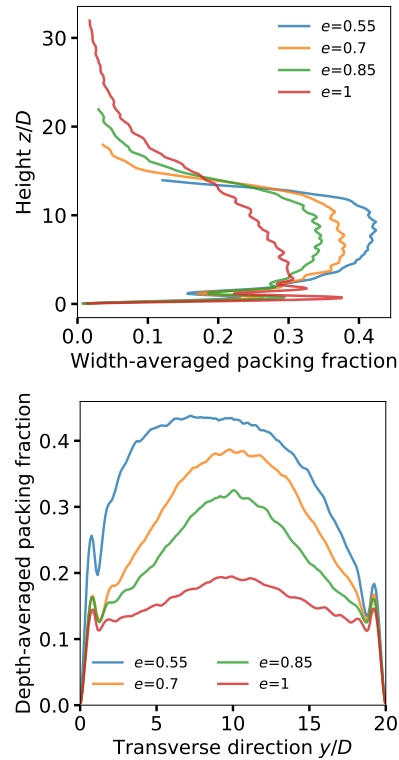 e=0.55
e=0.7
e=0.85
e=1
Height z/D
30
20
10
0
0.0 0.1 0.2 0.3 0.4
Width-averaged packing fraction
Depth-averaged packing fraction
0.4
0.3
0.2
0.1
0.0
e=0.55 e=0.85
e=0.7 e=1
0 5 10 15 20
Transverse direction y/D